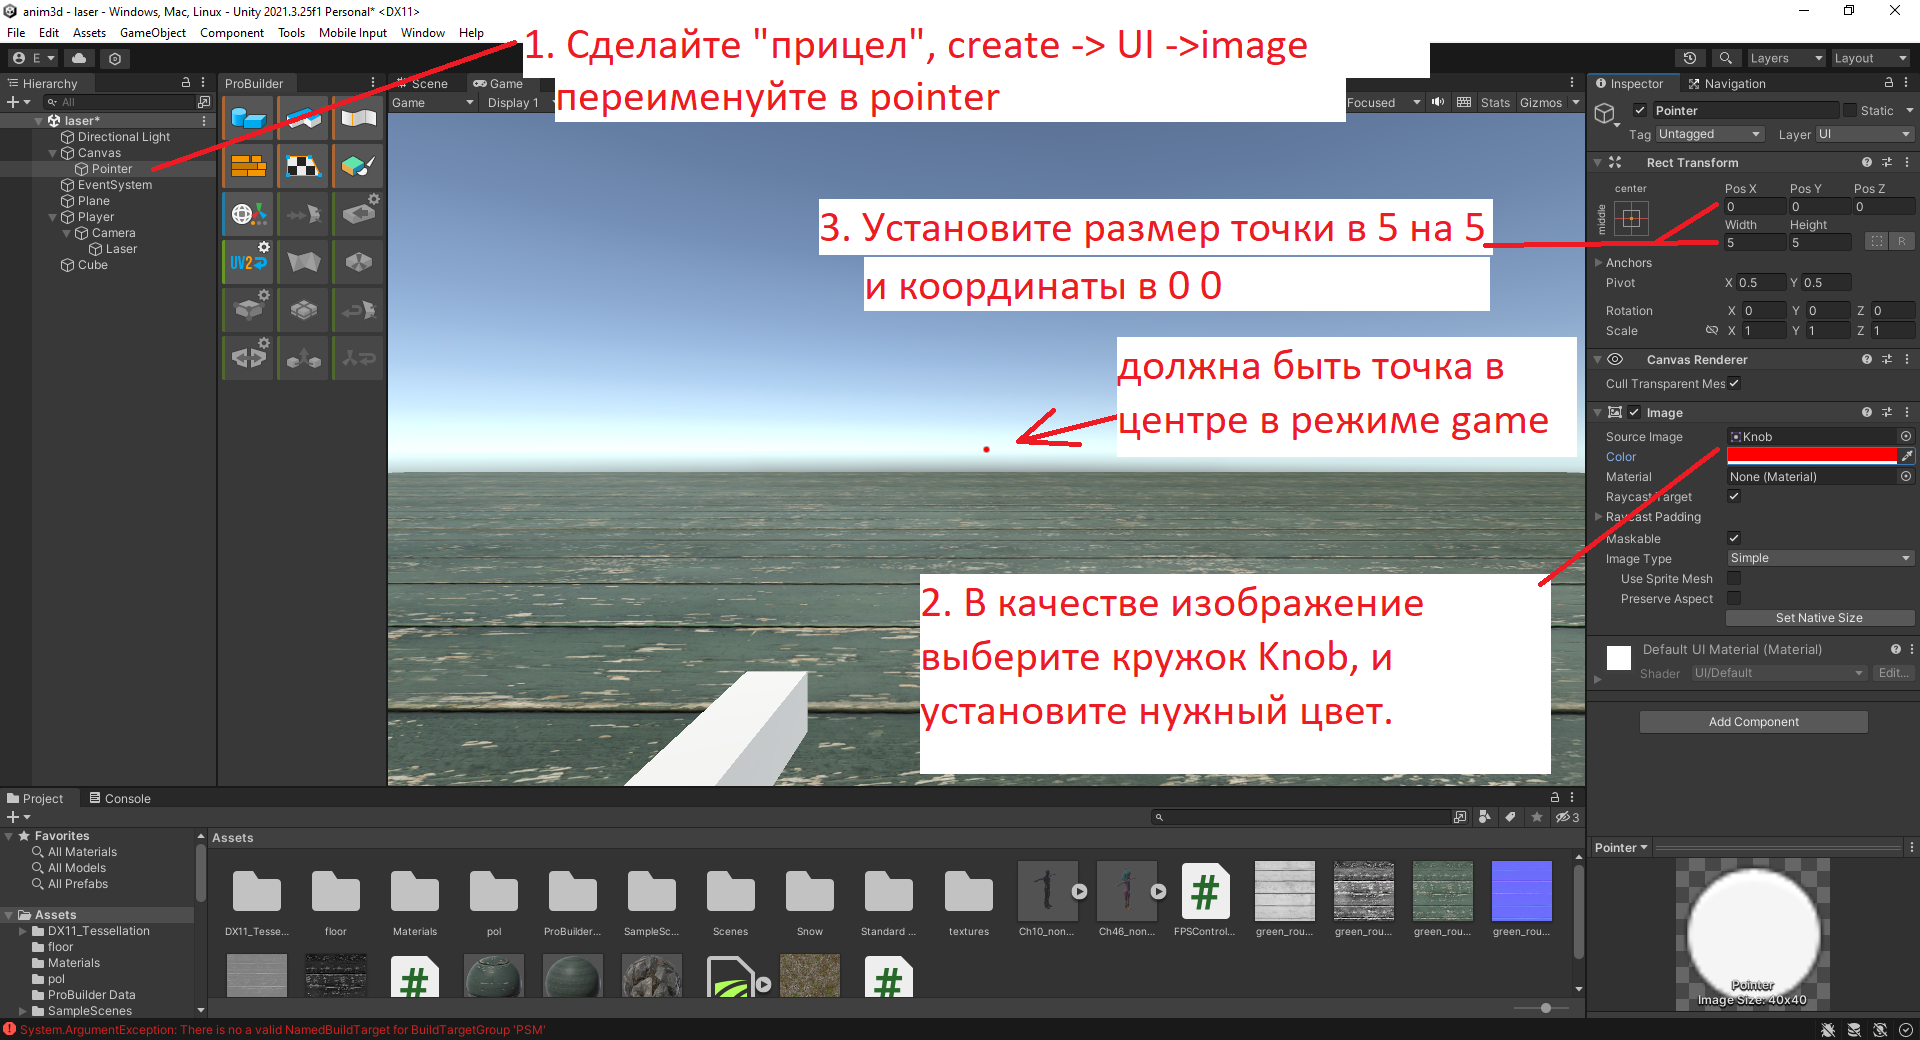 anim3d - laser - Windows, Mac, Linux - Unity 2021.3.25f1 Personal* <DX11>
File Edit Assets GameObject Component Tools Mobile Input Window Help
1. Сделайте "прицел", create -> UI ->image
переименуйте в pointer
E
Layers
Layout
Hierarchy
ProBuilder
Scene
Game
Inspector
Navigation
All
Game
Display 1
Focused
Stats
Gizmos
laser*
Directional Light
Canvas
Pointer
EventSystem
Plane
Player
Camera
Laser
Cube
UV2
3. Установите размер точки в 5 на 5
и координаты в 0 0
должна быть точка в
центре в режиме game
2. В качестве изображение
выберите кружок Knob, и
установите нужный цвет.
Pointer
Static
Tag Untagged Layer UI
Rect Transform
center
middle
Pos X Pos Y Pos Z
0 0 0
Width Height
5 5
R
Anchors
Pivot X 0.5 Y 0.5
Rotation X 0 Y 0 Z 0
Scale X 1 Y 1 Z 1
Canvas Renderer
Cull Transparent Mes
Image
Source Image Knob
Color
Material None (Material)
Raycast Target
Raycast Padding
Maskable
Image Type Simple
Use Sprite Mesh
Preserve Aspect
Set Native Size
Default UI Material (Material)
Shader UI/Default Edit...
Add Component
Project
Console
3
Favorites
All Materials
All Models
All Prefabs
Assets
DX11_Tessellation
floor
Materials
pol
ProBuilder Data
SampleScenes
Assets
DX11_Tesse... floor Materials pol ProBuilder... SampleSc... Scenes Snow Standard ... textures Ch10_non... Ch46_non... FPSControl... green_rou... green_rou... green_rou... green_rou...
Pointer
Pointer
Image Size: 40x40
System.ArgumentException: There is no a valid NamedBuildTarget for BuildTargetGroup 'PSM'